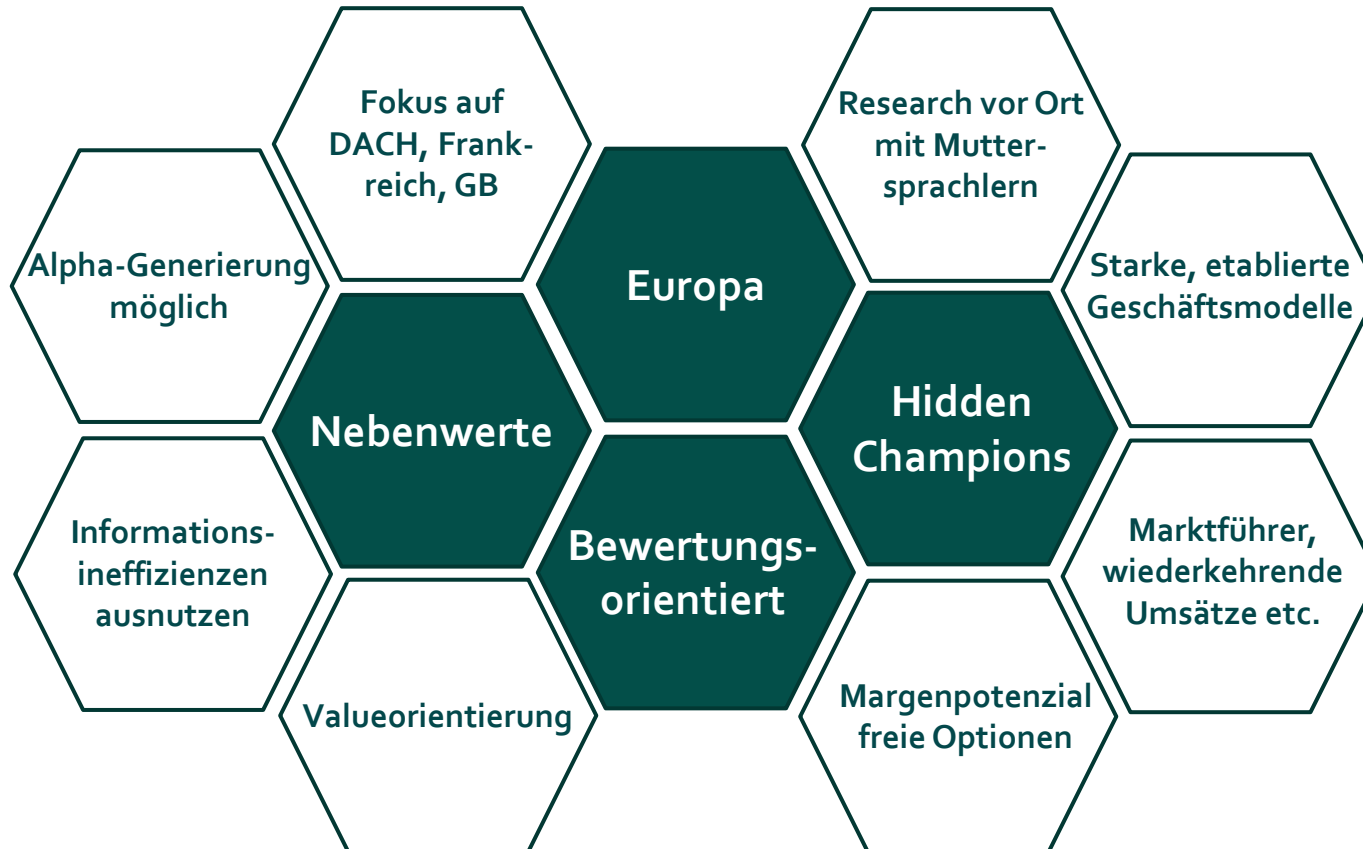 Fokus auf
DACH, Frank-
reich, GB
Research vor Ort
mit Mutter-
sprachlern
Alpha-Generierung
möglich
Europa
Starke, etablierte
Geschäftsmodelle
Nebenwerte
Hidden
Champions
Informations-
ineffizienzen
ausnutzen
Bewertungs-
orientiert
Marktführer,
wiederkehrende
Umsätze etc.
Valueorientierung
Margenpotenzial
freie Optionen